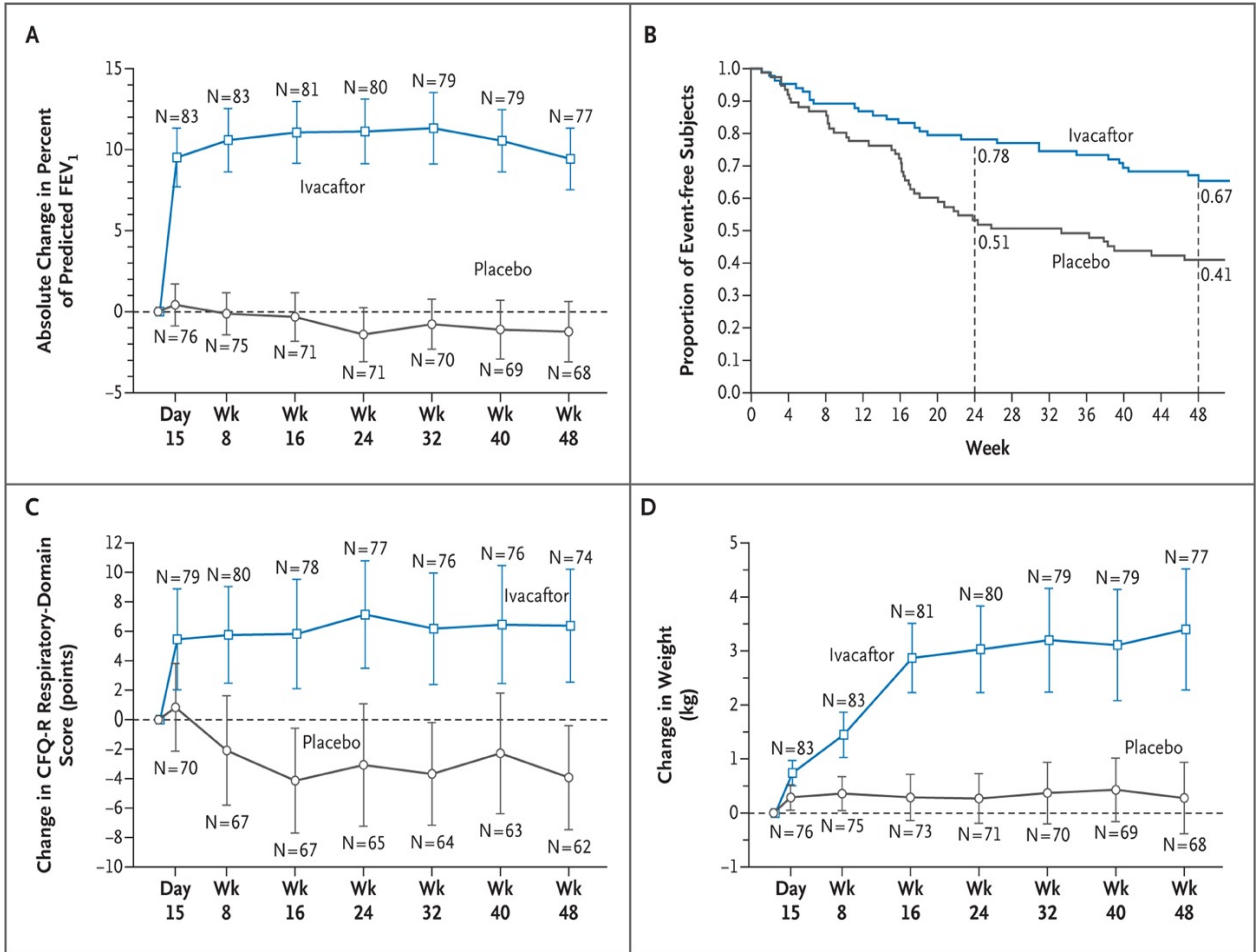 A
Absolute Change in Percent
of Predicted FEV1
15
10
5
0
–5
N=83
N=83
N=81
N=80
N=79
N=79
N=77
Ivacaftor
Placebo
N=76
N=75
N=71
N=71
N=70
N=69
N=68
Day Wk Wk Wk Wk Wk Wk
15 8 16 24 32 40 48
B
Proportion of Event-free Subjects
1.0
0.9
0.8
0.7
0.6
0.5
0.4
0.3
0.2
0.1
0.0
Ivacaftor
0.78
0.67
0.51
Placebo
0.41
0 4 8 12 16 20 24 28 32 36 40 44 48
Week
C
Change in CFQ-R Respiratory-Domain
Score (points)
12
10
8
6
4
2
0
–2
–4
–6
–8
–10
N=79
N=80
N=78
N=77
N=76
N=76
N=74
Ivacaftor
Placebo
N=70
N=67
N=67
N=65
N=64
N=63
N=62
Day Wk Wk Wk Wk Wk Wk
15 8 16 24 32 40 48
D
Change in Weight
(kg)
5
4
3
2
1
0
–1
N=83
N=83
N=81
N=80
N=79
N=79
N=77
Ivacaftor
Placebo
N=76
N=75
N=73
N=71
N=70
N=69
N=68
Day Wk Wk Wk Wk Wk Wk
15 8 16 24 32 40 48